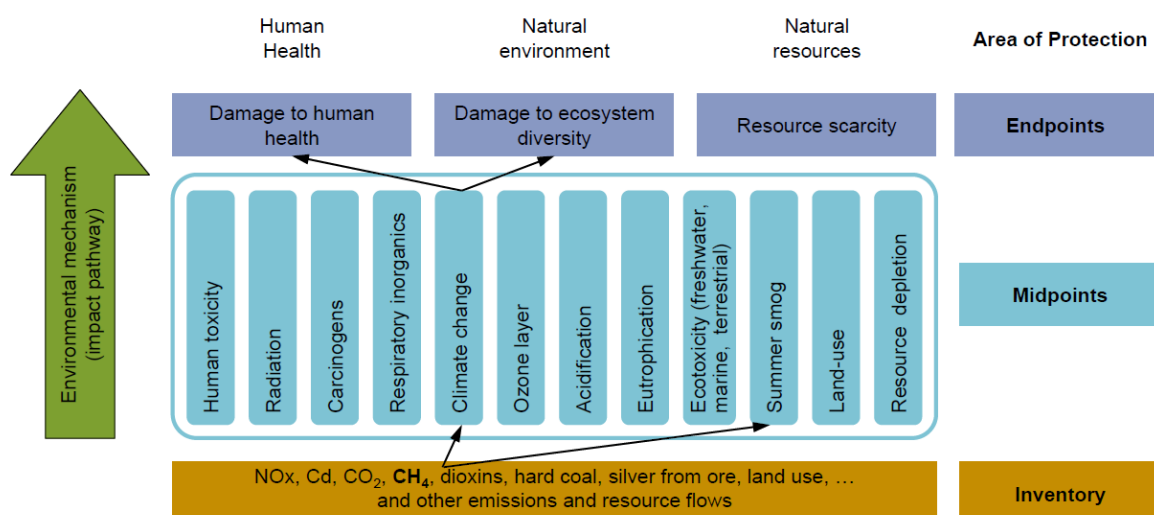 Human
Health
Natural
environment
Natural
resources
Area of Protection
Damage to human
health
Damage to ecosystem
diversity
Resource scarcity
Endpoints
Environmental mechanism
(impact pathway)
Human toxicity
Radiation
Carcinogens
Respiratory inorganics
Climate change
Ozone layer
Acidification
Eutrophication
Ecotoxicity (freshwater,
marine, terrestrial)
Summer smog
Land-use
Resource depletion
Midpoints
NOx, Cd, CO₂, CH₄, dioxins, hard coal, silver from ore, land use, …
and other emissions and resource flows
Inventory